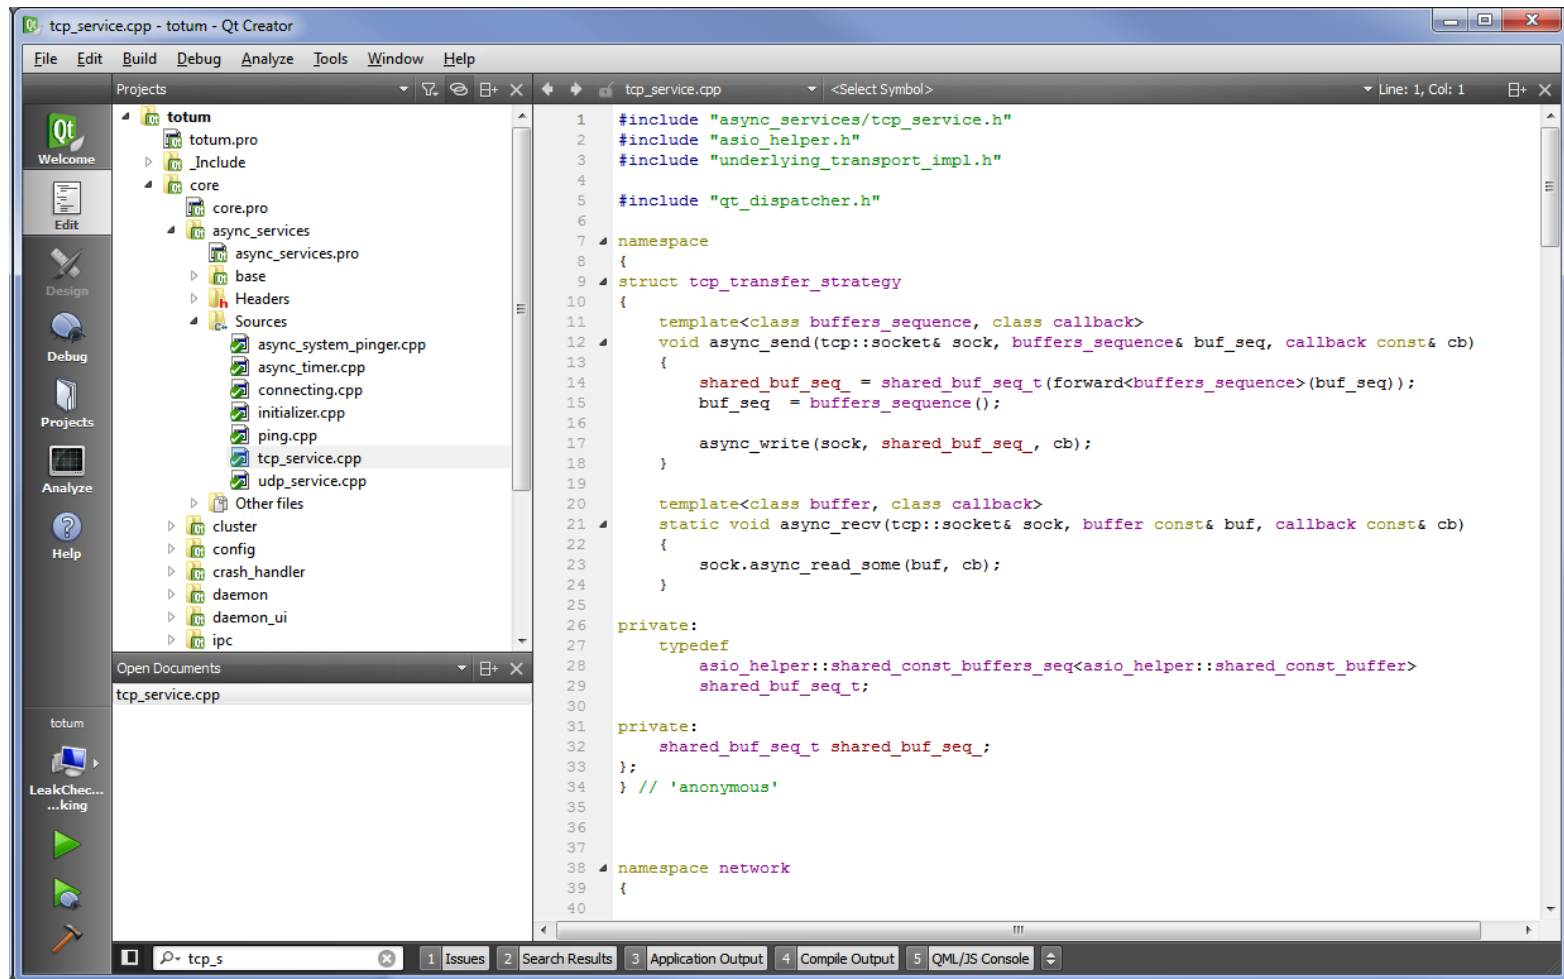 tcp_service.cpp - totum - Qt Creator
File Edit Build Debug Analyze Tools Window Help
Projects
tcp_service.cpp
<Select Symbol>
Line: 1, Col: 1
Welcome
Edit
Design
Debug
Projects
Analyze
Help
totum
totum.pro
_Include
core
core.pro
async_services
async_services.pro
base
Headers
Sources
async_system_pinger.cpp
async_timer.cpp
connecting.cpp
initializer.cpp
ping.cpp
tcp_service.cpp
udp_service.cpp
Other files
cluster
config
crash_handler
daemon
daemon_ui
ipc
Open Documents
tcp_service.cpp
totum
LeakChec...
...king
1 #include "async_services/tcp_service.h"
2 #include "asio_helper.h"
3 #include "underlying_transport_impl.h"
4
5 #include "qt_dispatcher.h"
6
7 namespace
8 {
9 struct tcp_transfer_strategy
10 {
11 template<class buffers_sequence, class callback>
12 void async_send(tcp::socket& sock, buffers_sequence& buf_seq, callback const& cb)
13 {
14 shared_buf_seq_ = shared_buf_seq_t(forward<buffers_sequence>(buf_seq));
15 buf_seq = buffers_sequence();
16
17 async_write(sock, shared_buf_seq_, cb);
18 }
19
20 template<class buffer, class callback>
21 static void async_recv(tcp::socket& sock, buffer const& buf, callback const& cb)
22 {
23 sock.async_read_some(buf, cb);
24 }
25
26 private:
27 typedef
28 asio_helper::shared_const_buffers_seq<asio_helper::shared_const_buffer>
29 shared_buf_seq_t;
30
31 private:
32 shared_buf_seq_t shared_buf_seq_;
33 };
34 } // 'anonymous'
35
36
37
38 namespace network
39 {
40
tcp_s
1 Issues 2 Search Results 3 Application Output 4 Compile Output 5 QML/JS Console